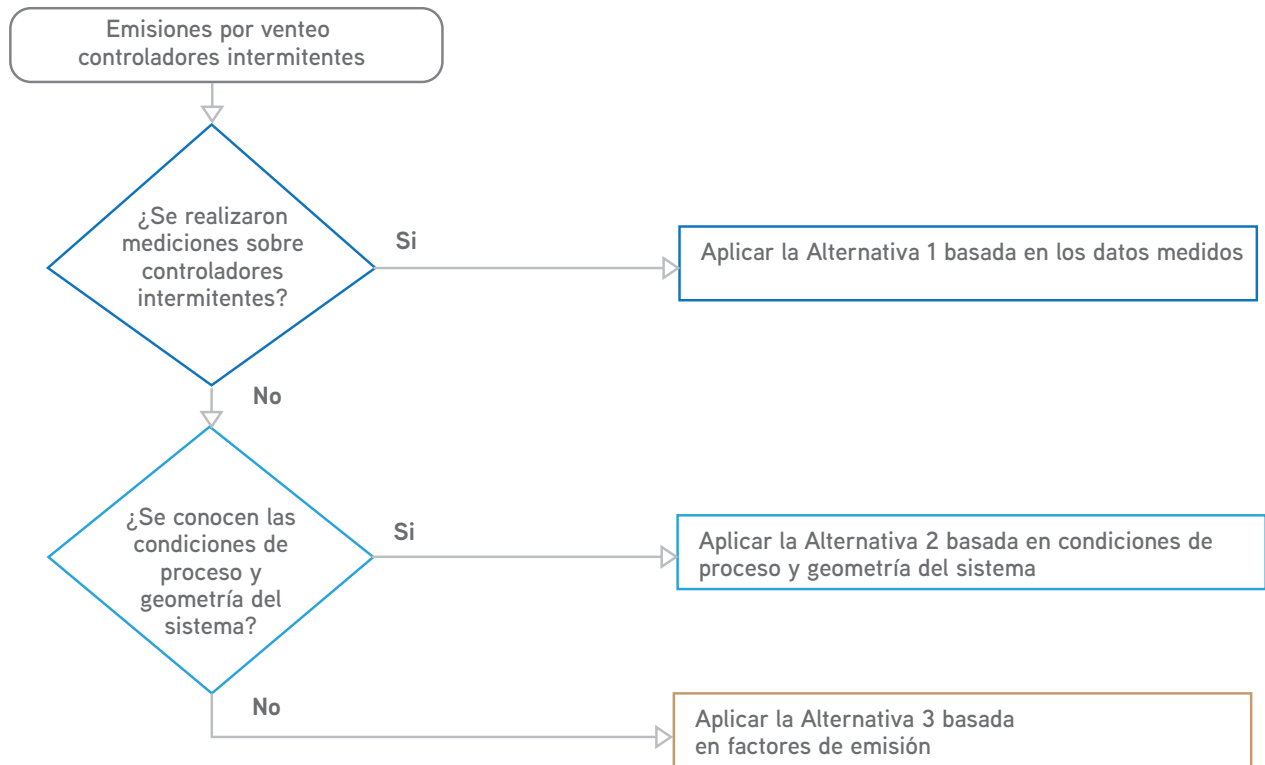 Emisiones por venteo
controladores intermitentes
¿Se realizaron
mediciones sobre
controladores
intermitentes?
Si
Aplicar la Alternativa 1 basada en los datos medidos
No
¿Se conocen las
condiciones de
proceso y
geometría del
sistema?
Si
Aplicar la Alternativa 2 basada en condiciones de
proceso y geometría del sistema
No
Aplicar la Alternativa 3 basada
en factores de emisión